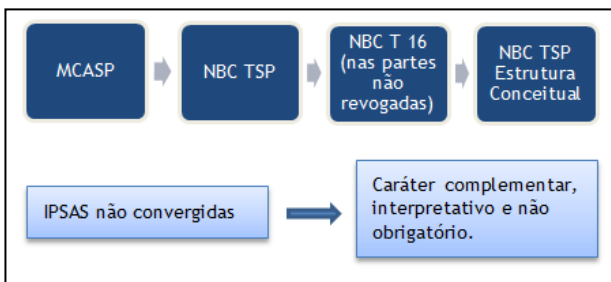 MCASP
NBC TSP
NBC T 16
(nas partes
não
revogadas)
NBC TSP
Estrutura
Conceitual
IPSAS não convergidas
Caráter complementar,
interpretativo e não
obrigatório.